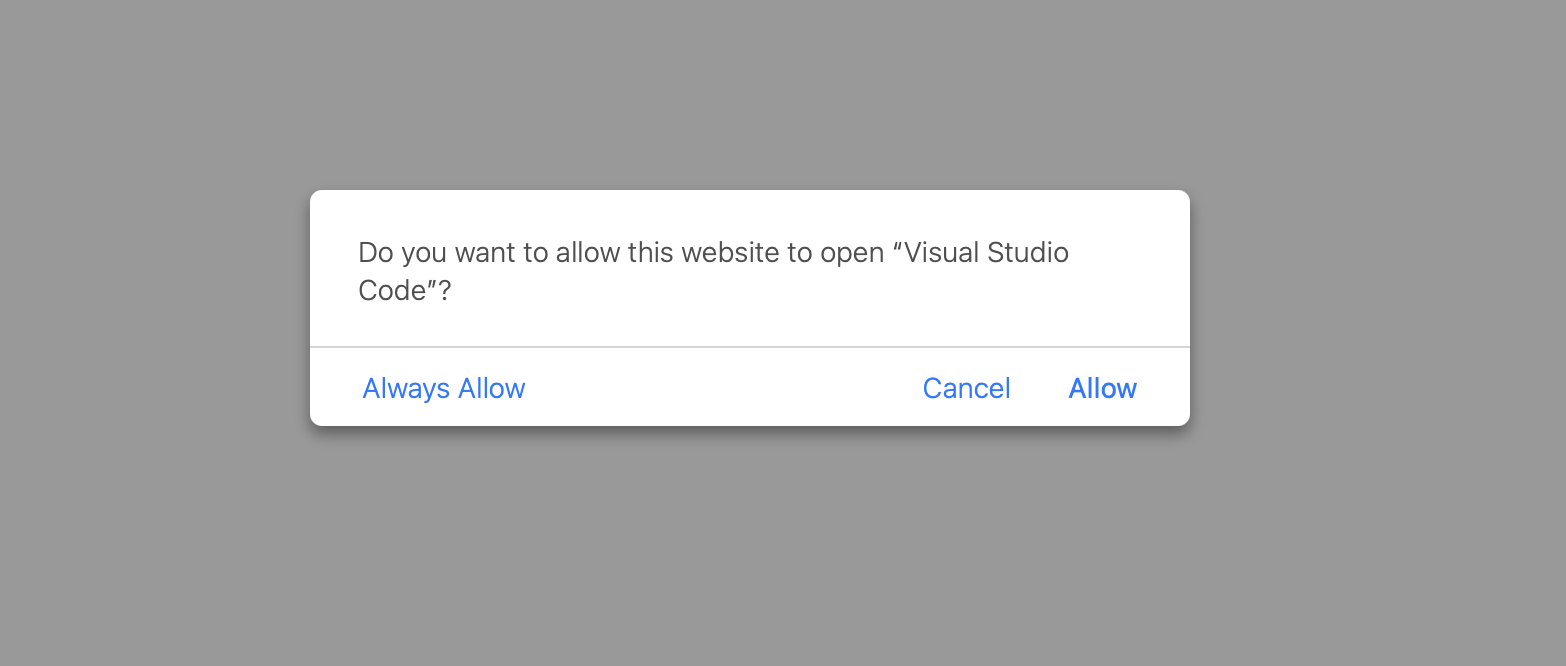 Do you want to allow this website to open “Visual Studio
Code”?
Always Allow
Cancel
Allow